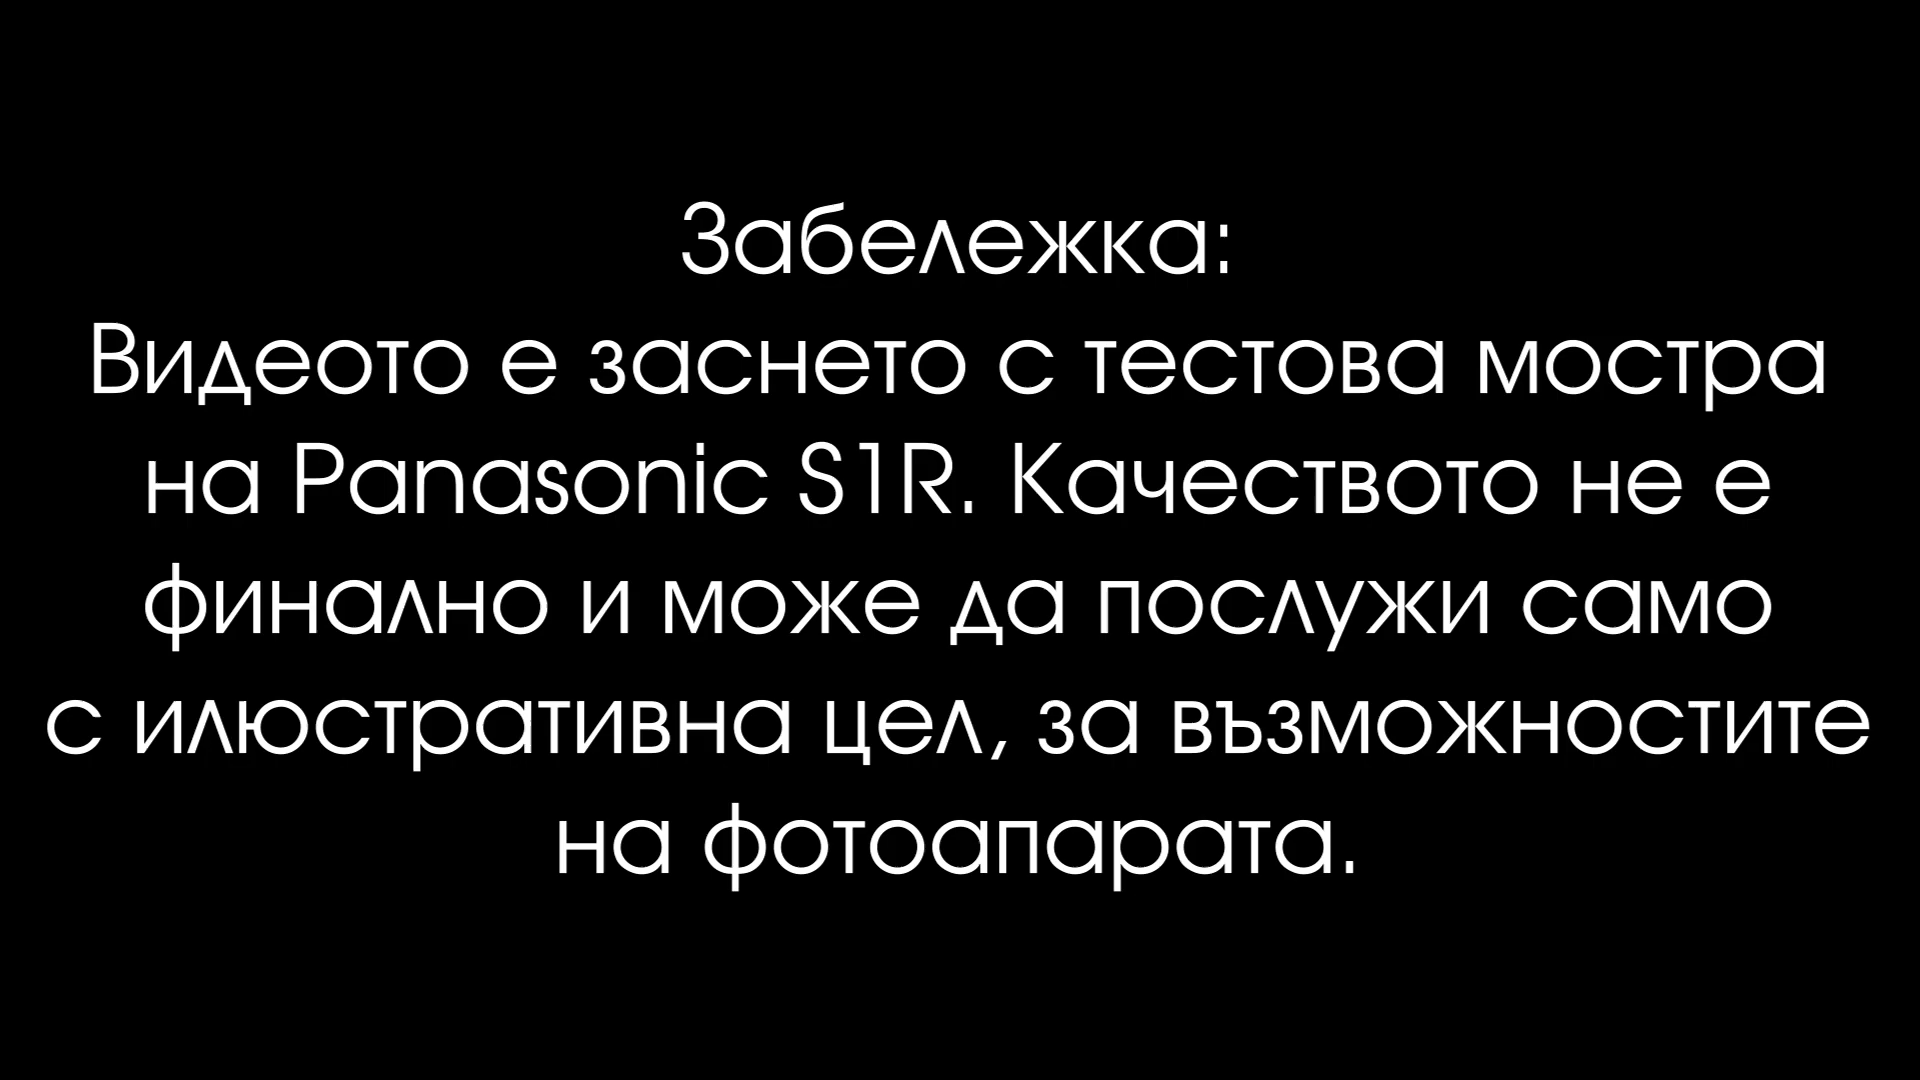 Забележка:
Видеото е заснето с тестова мостра
на Panasonic S1R. Качеството не е
финално и може да послужи само
с илюстративна цел, за възможностите
на фотоапарата.